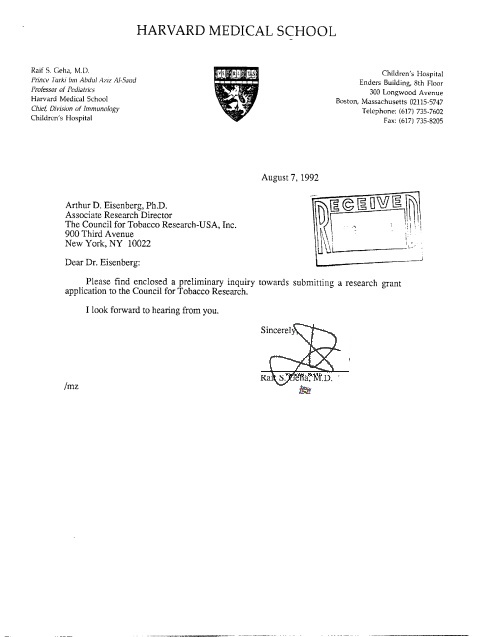 HARVARD MEDICAL SCHOOL
Raif S. Geha, M.D.
Prince Turki bin Abdul Aziz Al-Saud
Professor of Pediatrics
Harvard Medical School
Chief, Division of Immunology
Children's Hospital
Children's Hospital
Enders Building, 8th Floor
300 Longwood Avenue
Boston, Massachusetts 02115-5747
Telephone: (617) 735-7602
Fax: (617) 735-8205
August 7, 1992
RECEIVED
Arthur D. Eisenberg, Ph.D.
Associate Research Director
The Council for Tobacco Research-USA, Inc.
900 Third Avenue
New York, NY 10022
Dear Dr. Eisenberg:
Please find enclosed a preliminary inquiry towards submitting a research grant
application to the Council for Tobacco Research.
I look forward to hearing from you.
Sincerely,
Raif S. Geha, M.D.
/mz